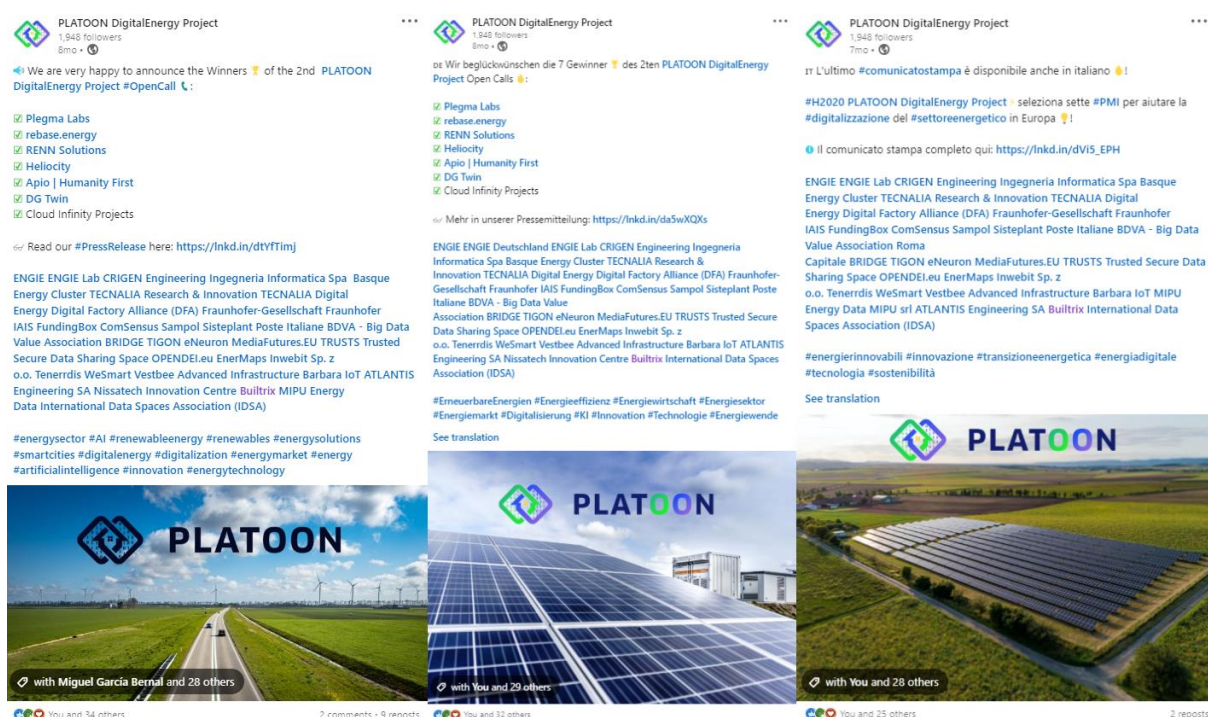 PLATOON DigitalEnergy Project
1,948 followers
8mo •
We are very happy to announce the Winners 🏆 of the 2nd PLATOON
DigitalEnergy Project #OpenCall :
Plegma Labs
rebase.energy
RENN Solutions
Heliocity
Apio | Humanity First
DG Twin
Cloud Infinity Projects
Read our #PressRelease here: https://lnkd.in/dtYfTimj
ENGIE ENGIE Lab CRIGEN Engineering Ingegneria Informatica Spa Basque
Energy Cluster TECNALIA Research & Innovation TECNALIA Digital
Energy Digital Factory Alliance (DFA) Fraunhofer-Gesellschaft Fraunhofer
IAIS FundingBox ComSensus Sampol Sisteplant Poste Italiane BDVA - Big Data
Value Association BRIDGE TIGON eNeuron MediaFutures.EU TRUSTS Trusted
Secure Data Sharing Space OPENDEI.eu EnerMaps Inwebit Sp. z
o.o. Tenerrdis WeSmart Vestbee Advanced Infrastructure Barbara IoT ATLANTIS
Engineering SA Nissatech Innovation Centre Builtrix MIPU Energy
Data International Data Spaces Association (IDSA)
#energysector #AI #renewableenergy #renewables #energysolutions
#smartcities #digitalenergy #digitalization #energymarket #energy
#artificialintelligence #innovation #energytechnology
PLATOON
with Miguel García Bernal and 28 others
You and 34 others 2 comments • 9 reposts
PLATOON DigitalEnergy Project
1,948 followers
8mo •
DE Wir beglückwünschen die 7 Gewinner 🏆 des 2ten PLATOON DigitalEnergy
Project Open Calls :
Plegma Labs
rebase.energy
RENN Solutions
Heliocity
Apio | Humanity First
DG Twin
Cloud Infinity Projects
Mehr in unserer Pressemitteilung: https://lnkd.in/da5wXQXs
ENGIE ENGIE Deutschland ENGIE Lab CRIGEN Engineering Ingegneria
Informatica Spa Basque Energy Cluster TECNALIA Research &
Innovation TECNALIA Digital Energy Digital Factory Alliance (DFA) Fraunhofer-
Gesellschaft Fraunhofer IAIS FundingBox ComSensus Sampol Sisteplant Poste
Italiane BDVA - Big Data Value
Association BRIDGE TIGON eNeuron MediaFutures.EU TRUSTS Trusted Secure
Data Sharing Space OPENDEI.eu EnerMaps Inwebit Sp. z
o.o. Tenerrdis WeSmart Vestbee Advanced Infrastructure Barbara IoT ATLANTIS
Engineering SA Nissatech Innovation Centre Builtrix International Data Spaces
Association (IDSA)
#ErneuerbareEnergien #Energieeffizienz #Energiewirtschaft #Energiesektor
#Energiemarkt #Digitalisierung #KI #Innovation #Technologie #Energiewende
See translation
PLATOON
with You and 29 others
You and 32 others
PLATOON DigitalEnergy Project
1,948 followers
7mo •
IT L'ultimo #comunicatostampa è disponibile anche in italiano !
#H2020 PLATOON DigitalEnergy Project seleziona sette #PMI per aiutare la
#digitalizzazione del #settoreenergetico in Europa !
Il comunicato stampa completo qui: https://lnkd.in/dVi5_EPH
ENGIE ENGIE Lab CRIGEN Engineering Ingegneria Informatica Spa Basque
Energy Cluster TECNALIA Research & Innovation TECNALIA Digital
Energy Digital Factory Alliance (DFA) Fraunhofer-Gesellschaft Fraunhofer
IAIS FundingBox ComSensus Sampol Sisteplant Poste Italiane BDVA - Big Data
Value Association Roma
Capitale BRIDGE TIGON eNeuron MediaFutures.EU TRUSTS Trusted Secure Data
Sharing Space OPENDEI.eu EnerMaps Inwebit Sp. z
o.o. Tenerrdis WeSmart Vestbee Advanced Infrastructure Barbara IoT MIPU
Energy Data MIPU srl ATLANTIS Engineering SA Builtrix International Data
Spaces Association (IDSA)
#energierinnovabili #innovazione #transizioneenergetica #energiadigitale
#tecnologia #sostenibilità
See translation
PLATOON
with You and 28 others
You and 25 others 2 reposts